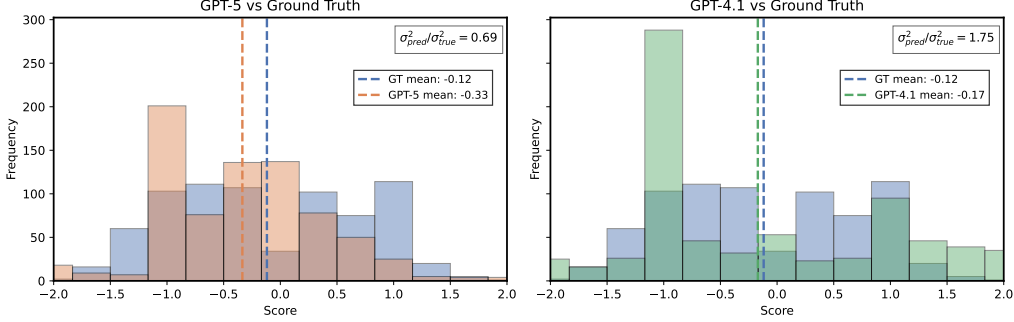 GPT-5 vs Ground Truth
σ²pred/σ²true = 0.69
GT mean: -0.12
GPT-5 mean: -0.33
Frequency
300
250
200
150
100
50
0
−2.0 −1.5 −1.0 −0.5 0.0 0.5 1.0 1.5 2.0
Score
GPT-4.1 vs Ground Truth
σ²pred/σ²true = 1.75
GT mean: -0.12
GPT-4.1 mean: -0.17
Frequency
−2.0 −1.5 −1.0 −0.5 0.0 0.5 1.0 1.5 2.0
Score